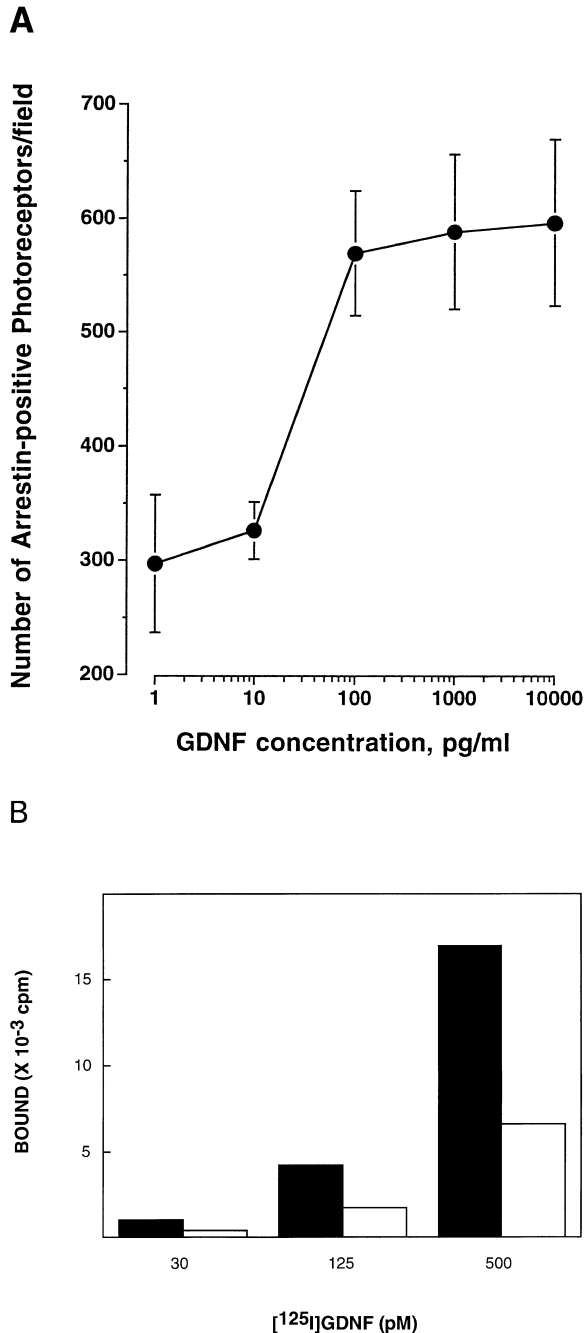 A
Number of Arrestin-positive Photoreceptors/field
700
600
500
400
300
200
1 10 100 1000 10000
GDNF concentration, pg/ml
B
BOUND (X 10-3 cpm)
15
10
5
30 125 500
[125I]GDNF (pM)